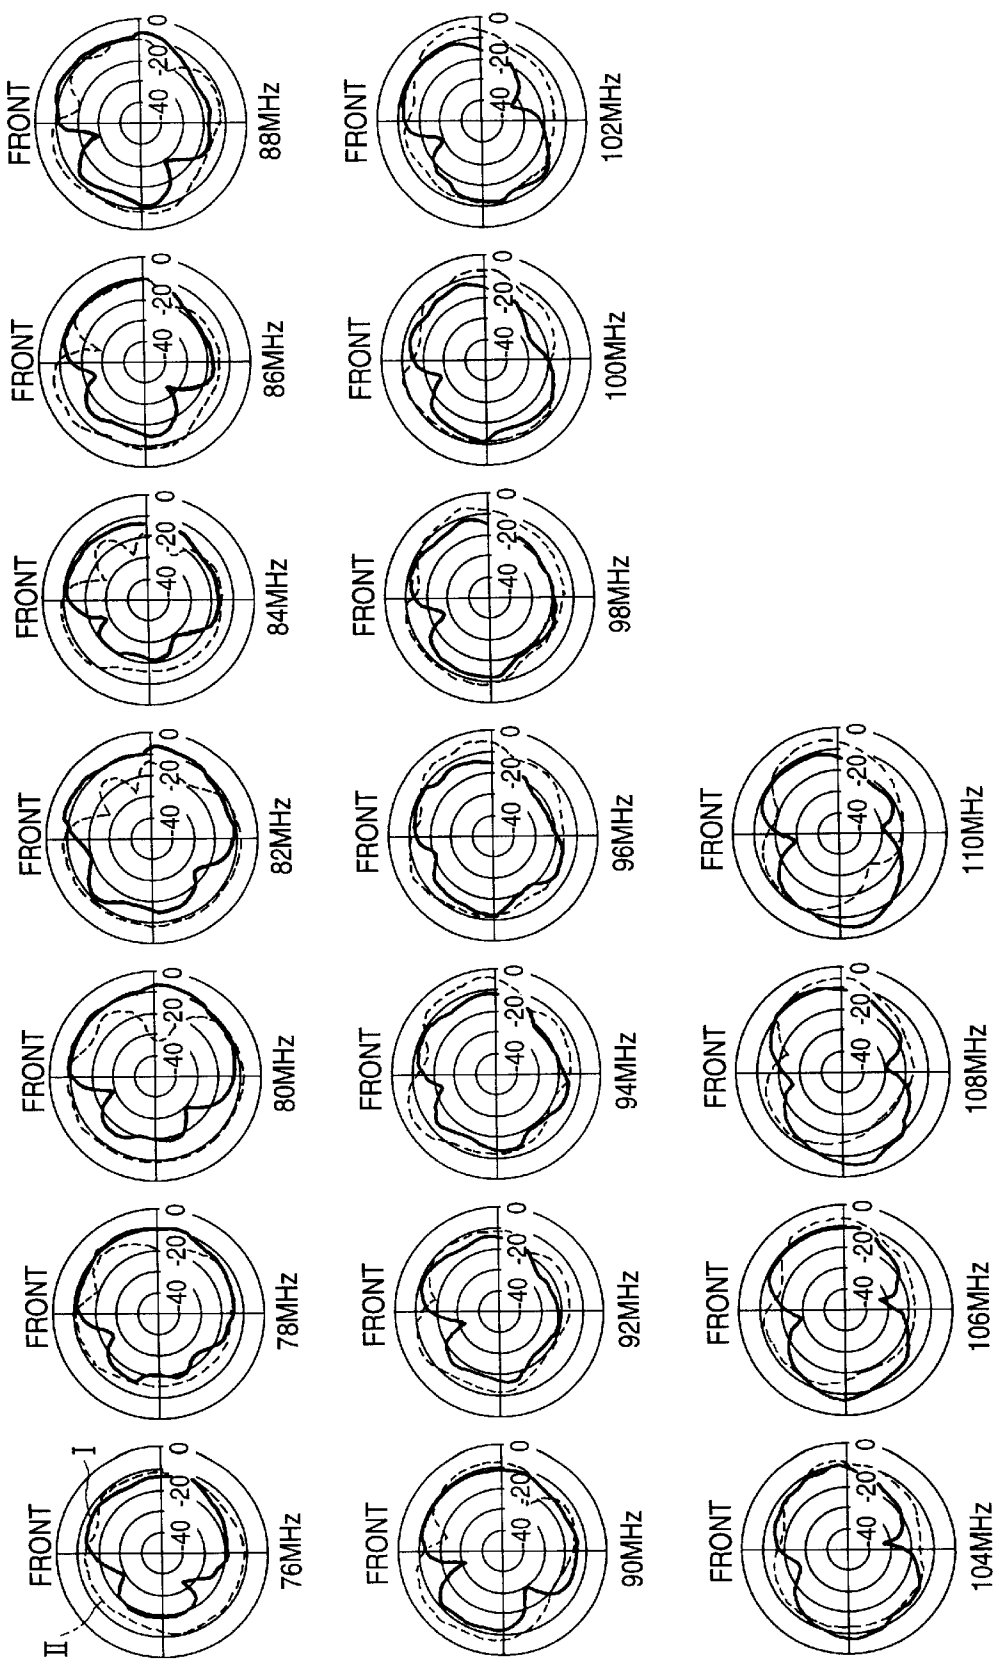 FRONT
I
II
0
-20
-40
76MHz
FRONT
0
-20
-40
78MHz
FRONT
0
-20
-40
80MHz
FRONT
0
-20
-40
82MHz
FRONT
0
-20
-40
84MHz
FRONT
0
-20
-40
86MHz
FRONT
0
-20
-40
88MHz
FRONT
0
-20
-40
90MHz
FRONT
0
-20
-40
92MHz
FRONT
0
-20
-40
94MHz
FRONT
0
-20
-40
96MHz
FRONT
0
-20
-40
98MHz
FRONT
0
-20
-40
100MHz
FRONT
0
-20
-40
102MHz
FRONT
0
-20
-40
104MHz
FRONT
0
-20
-40
106MHz
FRONT
0
-20
-40
108MHz
FRONT
0
-20
-40
110MHz